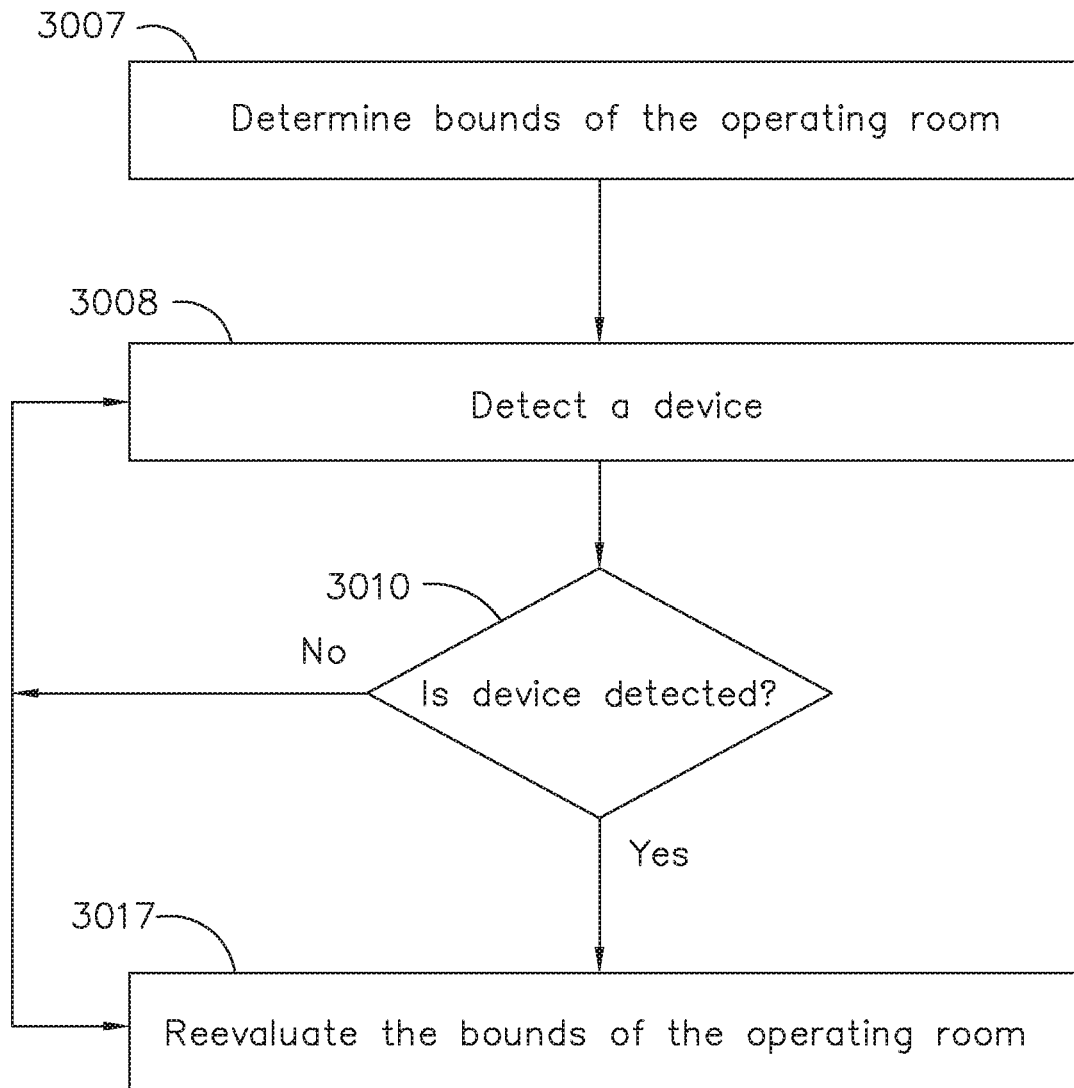 3007
Determine bounds of the operating room
3008
Detect a device
3010
No
Is device detected?
Yes
3017
Reevaluate the bounds of the operating room